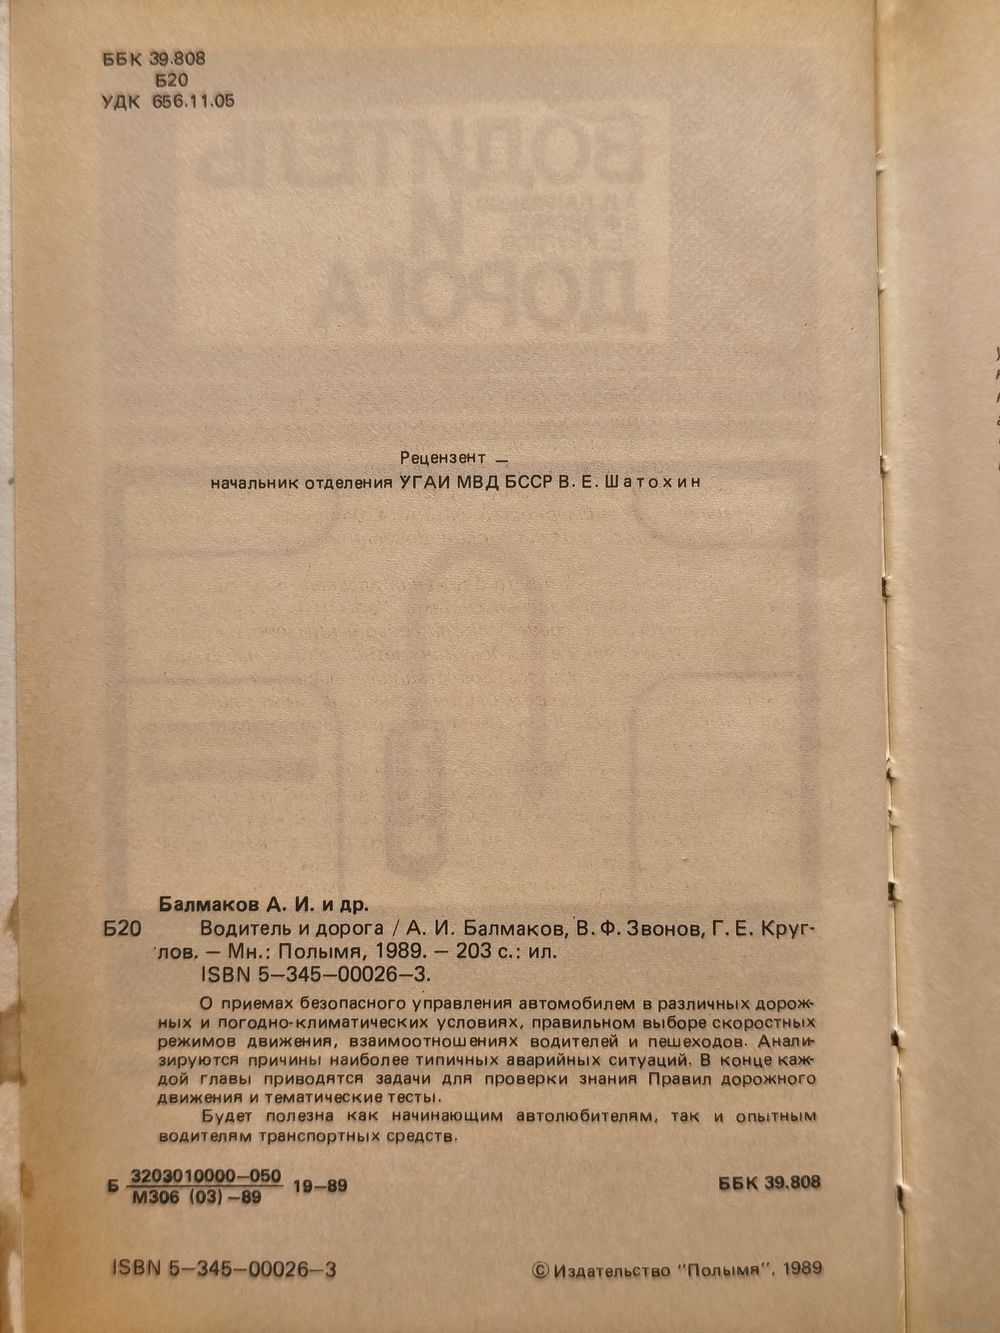 ББК 39.808
Б20
УДК 656.11.05
Рецензент —
начальник отделения УГАИ МВД БССР В. Е. Шатохин
Балмаков А. И. и др.
Б20 Водитель и дорога / А. И. Балмаков, В. Ф. Звонов, Г. Е. Круг-
лов. — Мн.: Полымя, 1989. — 203 с.: ил.
ISBN 5—345—00026—3.
О приемах безопасного управления автомобилем в различных дорож-
ных и погодно-климатических условиях, правильном выборе скоростных
режимов движения, взаимоотношениях водителей и пешеходов. Анали-
зируются причины наиболее типичных аварийных ситуаций. В конце каж-
дой главы приводятся задачи для проверки знания Правил дорожного
движения и тематические тесты.
Будет полезна как начинающим автолюбителям, так и опытным
водителям транспортных средств.
3203010000—050
Б 19—89 ББК 39.808
М306 (03) —89
ISBN 5—345—00026—3 © Издательство "Полымя", 1989